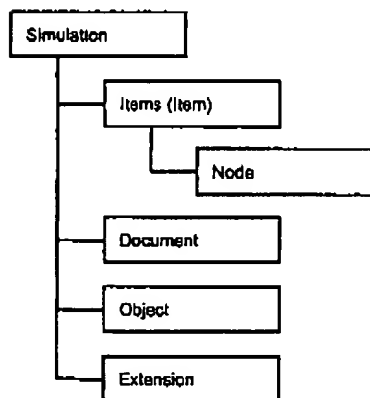 Simulation
Items (Item)
Node
Document
Object
Extension